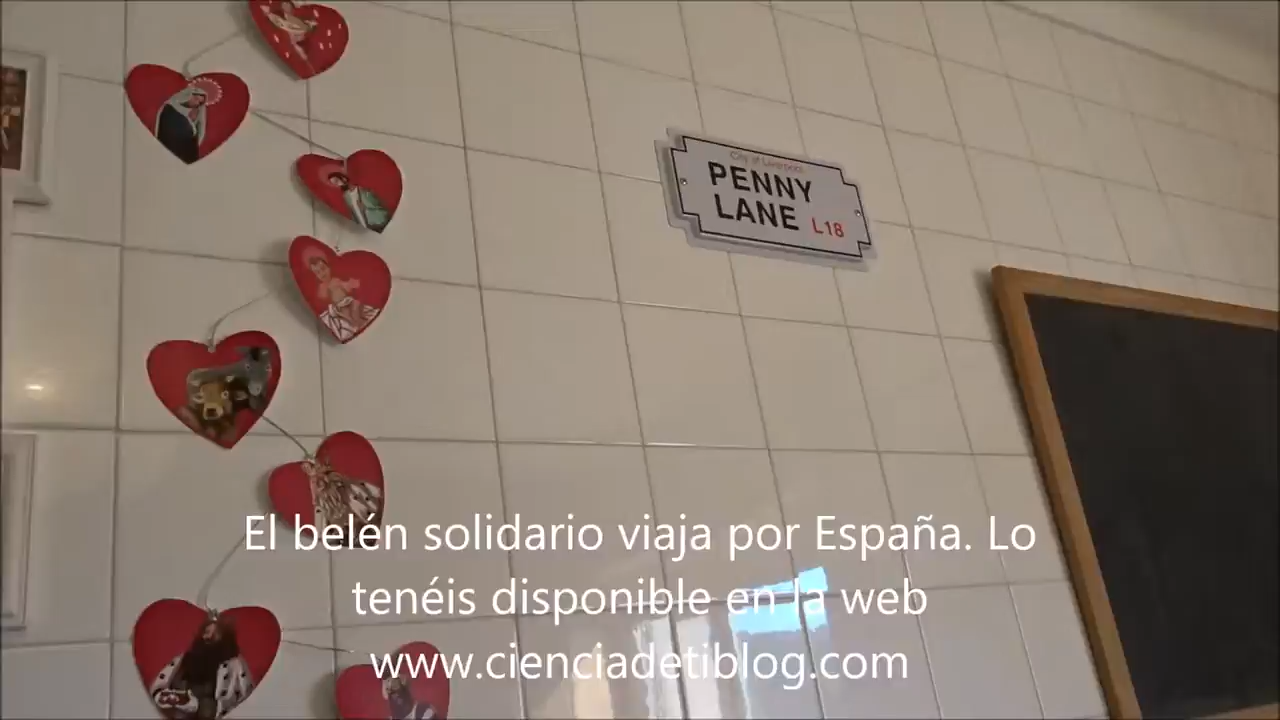 City of Liverpool
PENNY
LANE L18
El belén solidario viaja por España. Lo
tenéis disponible en la web
www.cienciadetiblog.com